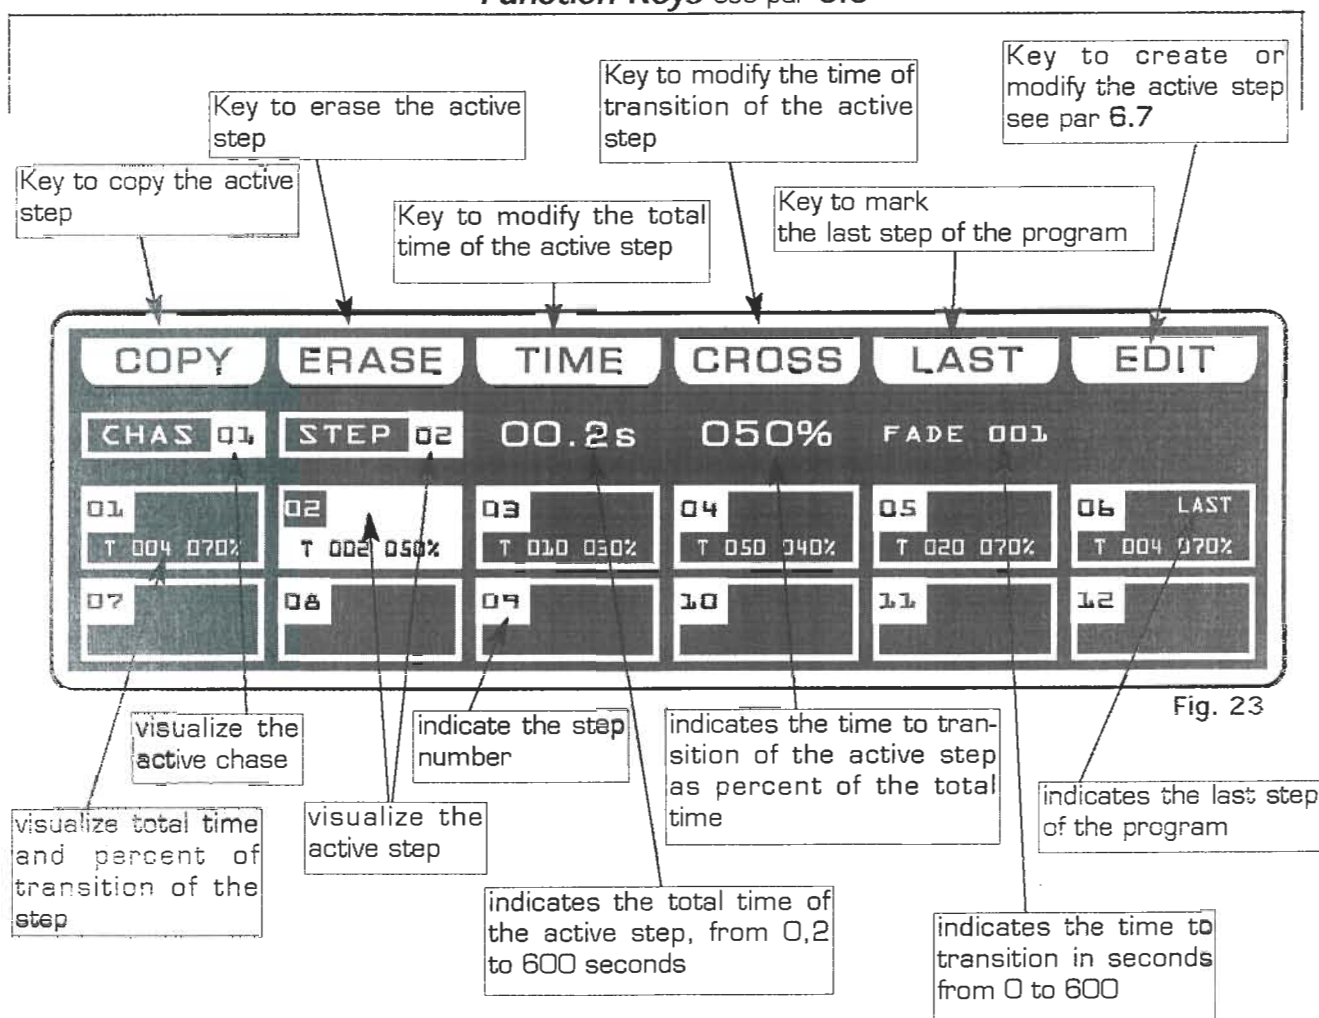 Function Keys see par
Key to create or
modify the active step
see par 6.7
Key to modify the time of
transition of the active
step
Key to erase the active
step
Key to copy the active
step
Key to modify the total
time of the active step
Key to mark
the last step of the program
COPY ERASE TIME CROSS LAST EDIT
CHAS 01 STEP 02 00.2s 050% FADE 001
01 02 03 04 05 06 LAST
T 004 070% T 002 050% T 010 030% T 050 040% T 020 070% T 004 070%
07 08 09 10 11 12
Fig. 23
visualize the
active chase
indicate the step
number
indicates the time to tran-
sition of the active step
as percent of the total
time
indicates the last step
of the program
visualize total time
and percent of
transition of the
step
visualize the
active step
indicates the total time of
the active step, from 0,2
to 600 seconds
indicates the time to
transition in seconds
from 0 to 600